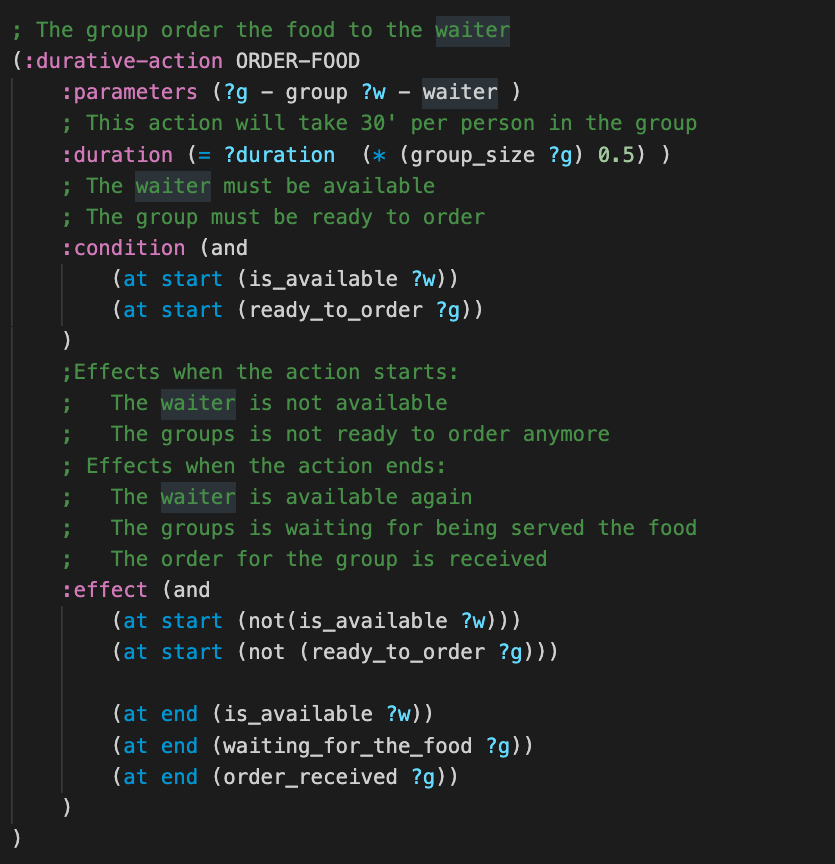 ; The group order the food to the waiter
(:durative-action ORDER-FOOD
    :parameters (?g - group ?w - waiter )
    ; This action will take 30' per person in the group
    :duration (= ?duration  (* (group_size ?g) 0.5) )
    ; The waiter must be available
    ; The group must be ready to order
    :condition (and
        (at start (is_available ?w))
        (at start (ready_to_order ?g))
    )
    ;Effects when the action starts:
    ;   The waiter is not available
    ;   The groups is not ready to order anymore
    ; Effects when the action ends:
    ;   The waiter is available again
    ;   The groups is waiting for being served the food
    ;   The order for the group is received
    :effect (and
        (at start (not(is_available ?w)))
        (at start (not (ready_to_order ?g)))

        (at end (is_available ?w))
        (at end (waiting_for_the_food ?g))
        (at end (order_received ?g))
    )
)